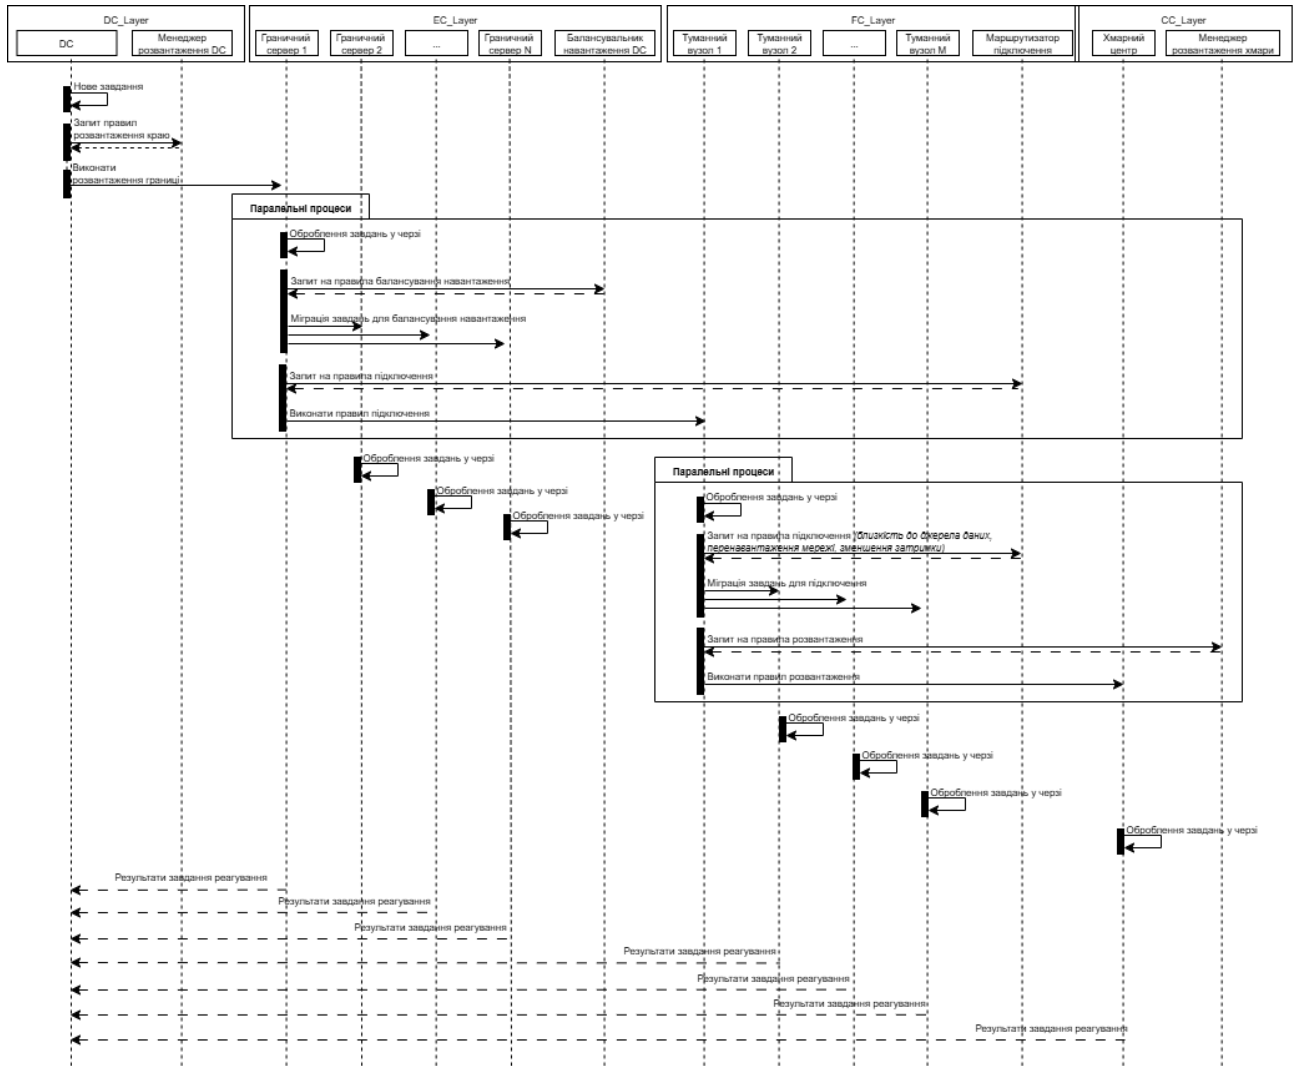 DC_Layer
EC_Layer
FC_Layer
CC_Layer
DC
Менеджер
розвантаження DC
Граничний
сервер 1
Граничний
сервер 2
...
Граничний
сервер N
Балансувальник
навантаження DC
Туманний
вузол 1
Туманний
вузол 2
...
Туманний
вузол M
Маршрутизатор
підключення
Хмарний
центр
Менеджер
розвантаження хмари
Нове завдання
Запит правил
розвантаження краю
Виконати
розвантаження границі
Паралельні процеси
Оброблення завдань у черзі
Запит на правила балансування навантаження
Міграція завдань для балансування навантаження
Запит на правила підключення
Виконати правил підключення
Оброблення завдань у черзі
Оброблення завдань у черзі
Оброблення завдань у черзі
Паралельні процеси
Оброблення завдань у черзі
Запит на правила підключення (близкість до джерела даних,
перенавантаження мережі, зменшення затримки)
Міграція завдань для підключення
Запит на правила розвантаження
Виконати правил розвантаження
Оброблення завдань у черзі
Оброблення завдань у черзі
Оброблення завдань у черзі
Оброблення завдань у черзі
Результати завдання реагування
Результати завдання реагування
Результати завдання реагування
Результати завдання реагування
Результати завдання реагування
Результати завдання реагування
Результати завдання реагування